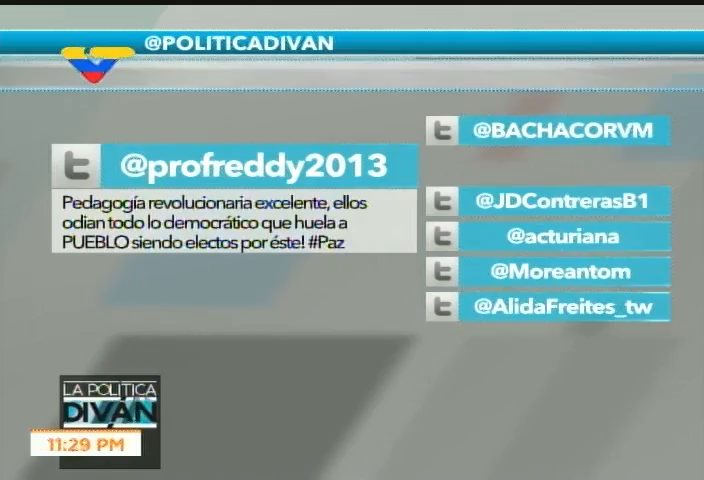 @POLITICADIVAN
@BACHACORVM
@profreddy2013
Pedagogía revolucionaria excelente, ellos
odian todo lo democrático que huela a
PUEBLO siendo electos por éste! #Paz
@JDContrerasB1
@acturiana
@Moreantom
@AlidaFreites_tw
LA POLÍTICA
DIVÁN
11:29 PM